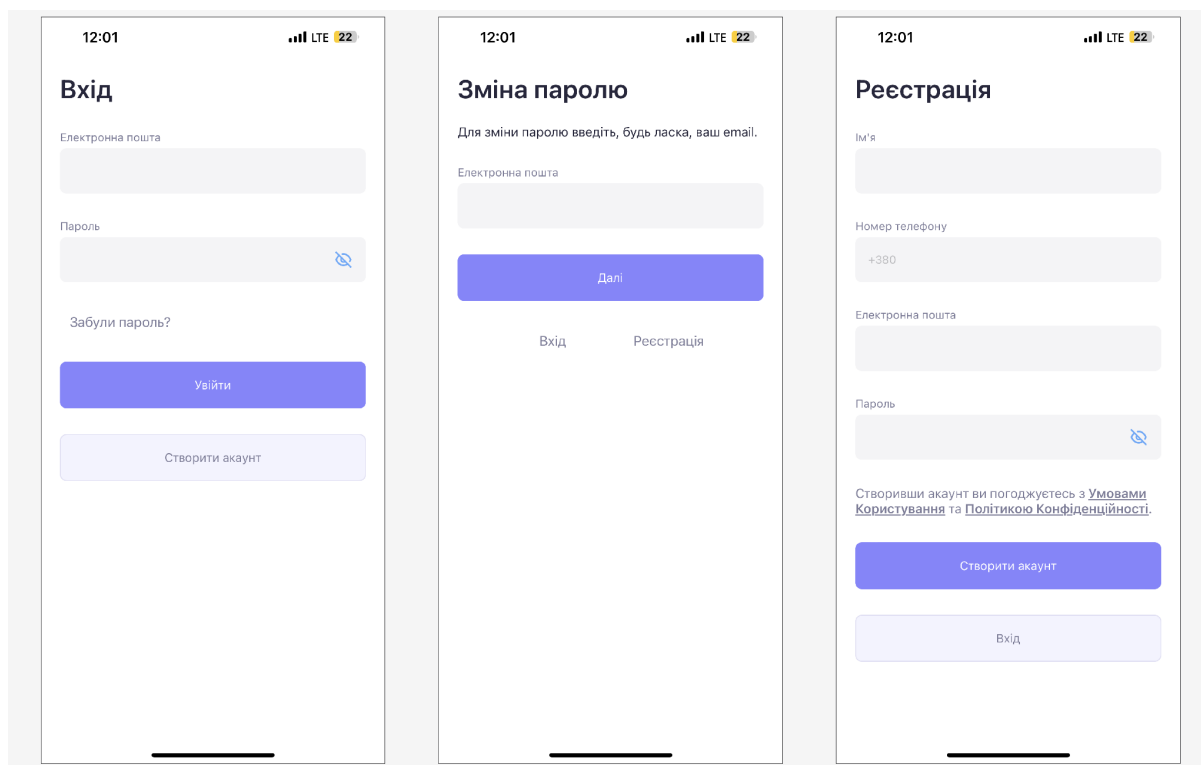 12:01
LTE 22
Вхід
Електронна пошта
Пароль
Забули пароль?
Увійти
Створити акаунт
12:01
LTE 22
Зміна паролю
Для зміни паролю введіть, будь ласка, ваш email.
Електронна пошта
Далі
Вхід Реєстрація
12:01
LTE 22
Реєстрація
Ім'я
Номер телефону
+380
Електронна пошта
Пароль
Створивши акаунт ви погоджуєтесь з Умовами
Користування та Політикою Конфіденційності.
Створити акаунт
Вхід